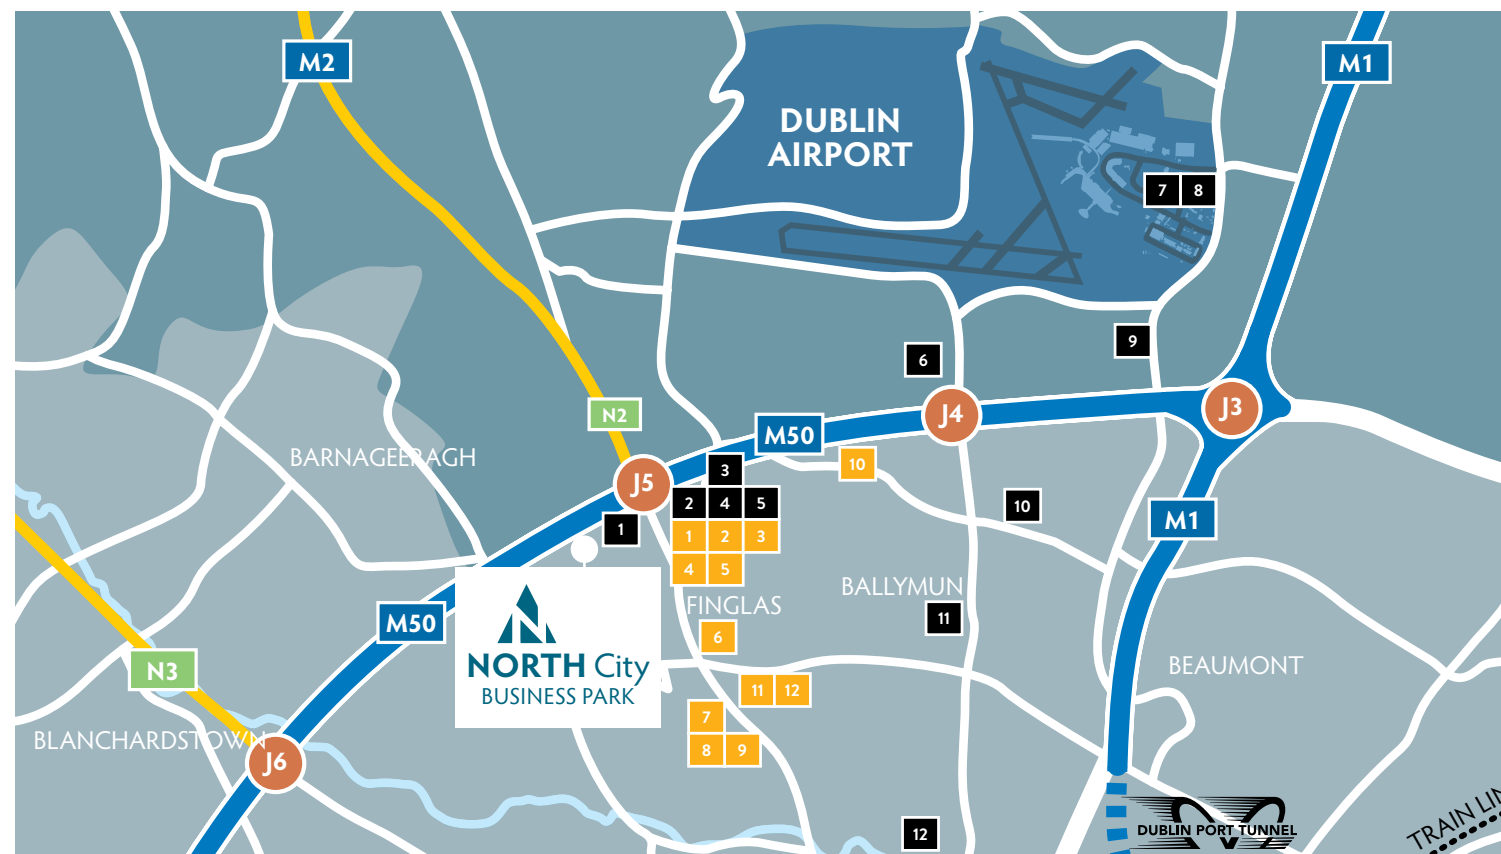 M2
M1
DUBLIN
AIRPORT
7 8
9
6
N2
J4
J3
M50
BARNAGEERAGH
3
10
J5
2 4 5
10
M1
1
1 2 3
4 5
BALLYMUN
FINGLAS
11
M50
6
NORTH City
BUSINESS PARK
N3
BEAUMONT
11 12
7
8 9
BLANCHARDSTOWN
J6
12
DUBLIN PORT TUNNEL
TRAIN LIN